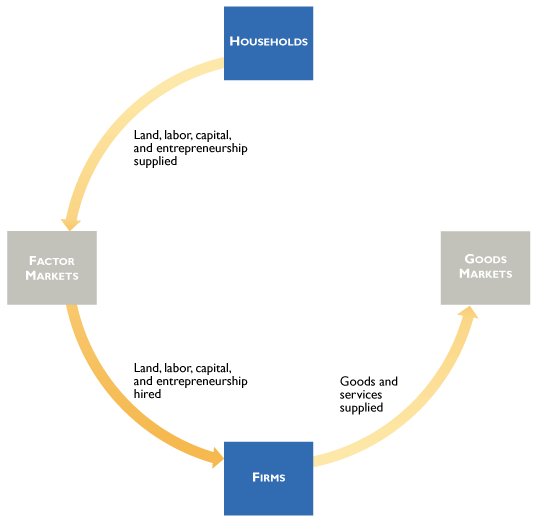 HOUSEHOLDS
Land, labor, capital,
and entrepreneurship
supplied
FACTOR
MARKETS
GOODS
MARKETS
Land, labor, capital,
and entrepreneurship
hired
Goods and
services
supplied
FIRMS